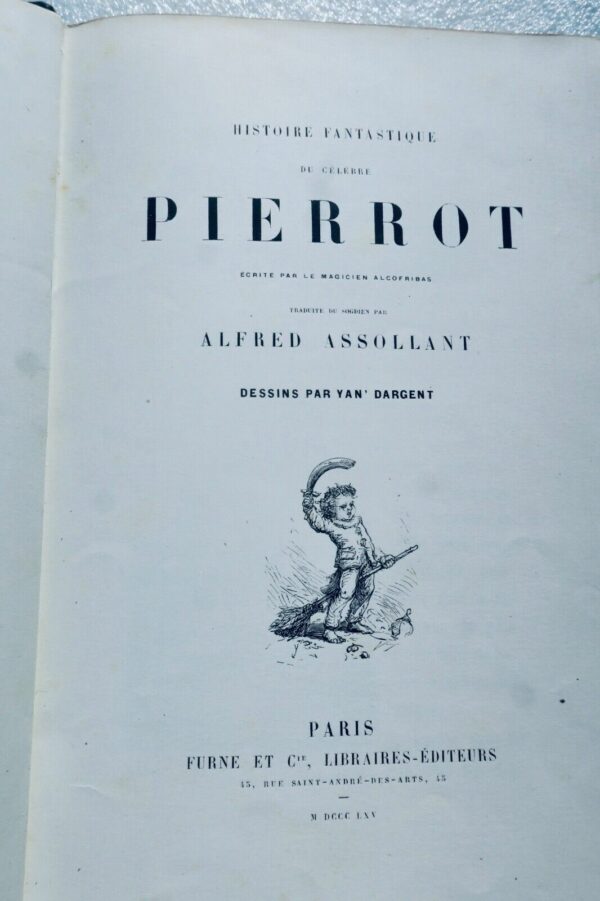 HISTOIRE FANTASTIQUE
DU CÉLÈBRE
PIERROT
ÉCRITE PAR LE MAGICIEN ALCOFRIBAS
TRADUITE DU SOGDIEN PAR
ALFRED ASSOLLANT
DESSINS PAR YAN' DARGENT
PARIS
FURNE ET Cie, LIBRAIRES-ÉDITEURS
45, RUE SAINT-ANDRÉ-DES-ARTS, 45
M DCCC LXV